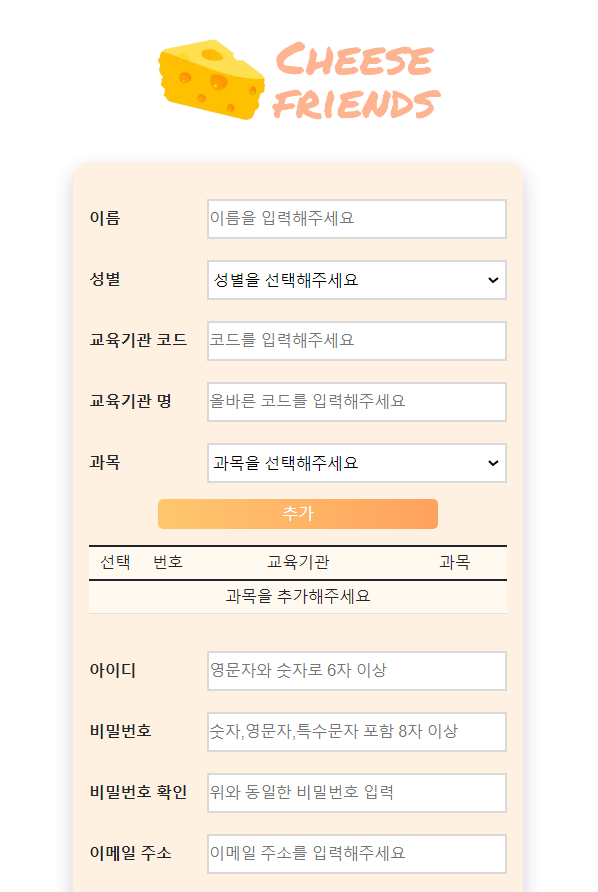 CHEESE
FRIENDS
이름 이름을 입력해주세요
성별 성별을 선택해주세요
교육기관 코드 코드를 입력해주세요
교육기관 명 올바른 코드를 입력해주세요
과목 과목을 선택해주세요
추가
선택 번호 교육기관 과목
과목을 추가해주세요
아이디 영문자와 숫자로 6자 이상
비밀번호 숫자,영문자,특수문자 포함 8자 이상
비밀번호 확인 위와 동일한 비밀번호 입력
이메일 주소 이메일 주소를 입력해주세요